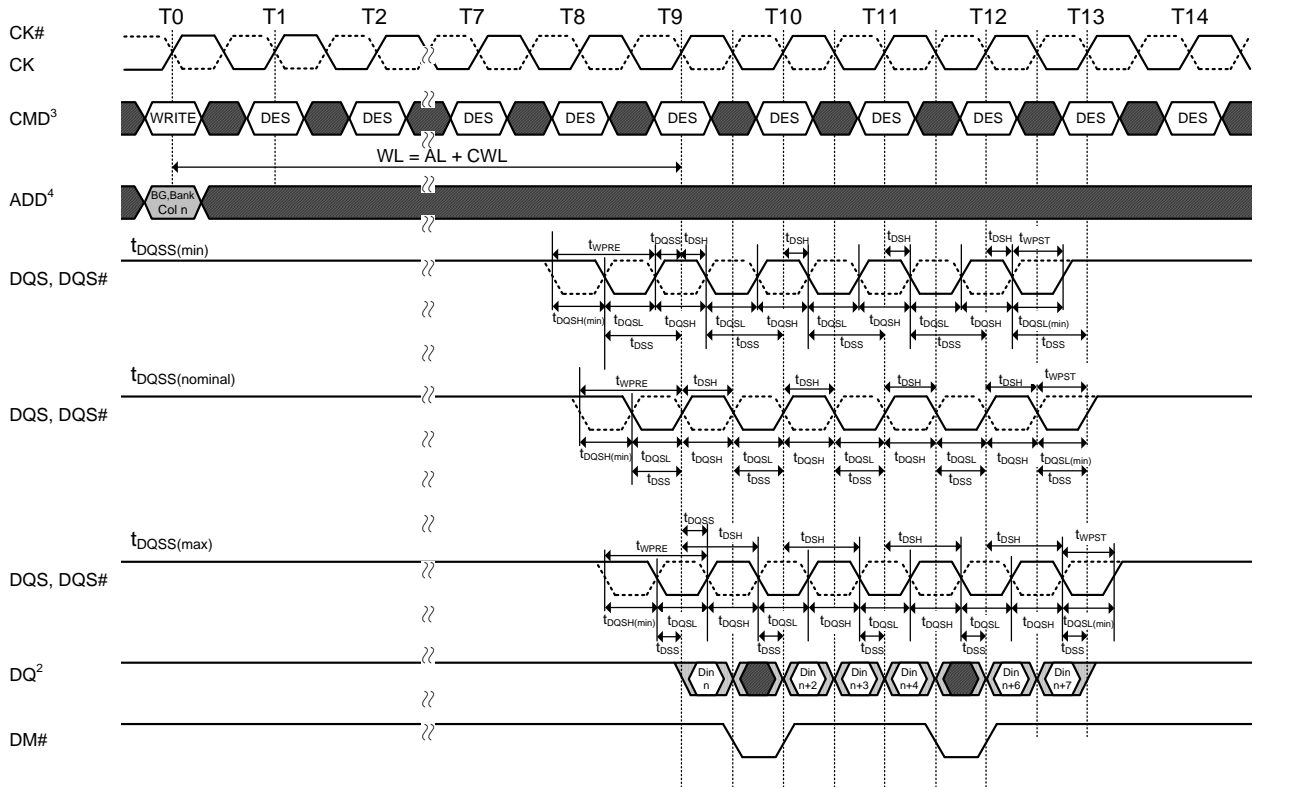 T0 T1 T2 T7 T8 T9 T10 T11 T12 T13 T14
CK#
CK
CMD3 WRITE DES DES DES DES DES DES DES DES DES DES
WL = AL + CWL
ADD4 BG,Bank
Col n
tDQSS(min)
tWPRE tDQSS tDSH tDSH tDSH tDSH tWPST
DQS, DQS#
tDQSH(min) tDQSL tDQSH tDQSL tDQSH tDQSL tDQSH tDQSL tDQSH tDQSL(min)
tDSS tDSS tDSS tDSS tDSS
tDQSS(nominal)
tWPRE tDSH tDSH tDSH tDSH tWPST
DQS, DQS#
tDQSH(min) tDQSL tDQSH tDQSL tDQSH tDQSL tDQSH tDQSL tDQSH tDQSL(min)
tDSS tDSS tDSS tDSS tDSS
tDQSS
tDQSS(max)
tWPRE tDSH tDSH tDSH tDSH tWPST
DQS, DQS#
tDQSH(min) tDQSL tDQSH tDQSL tDQSH tDQSL tDQSH tDQSL tDQSH tDQSL(min)
tDSS tDSS tDSS tDSS tDSS
DQ2
Din Din Din Din Din Din
n n+2 n+3 n+4 n+6 n+7
DM#